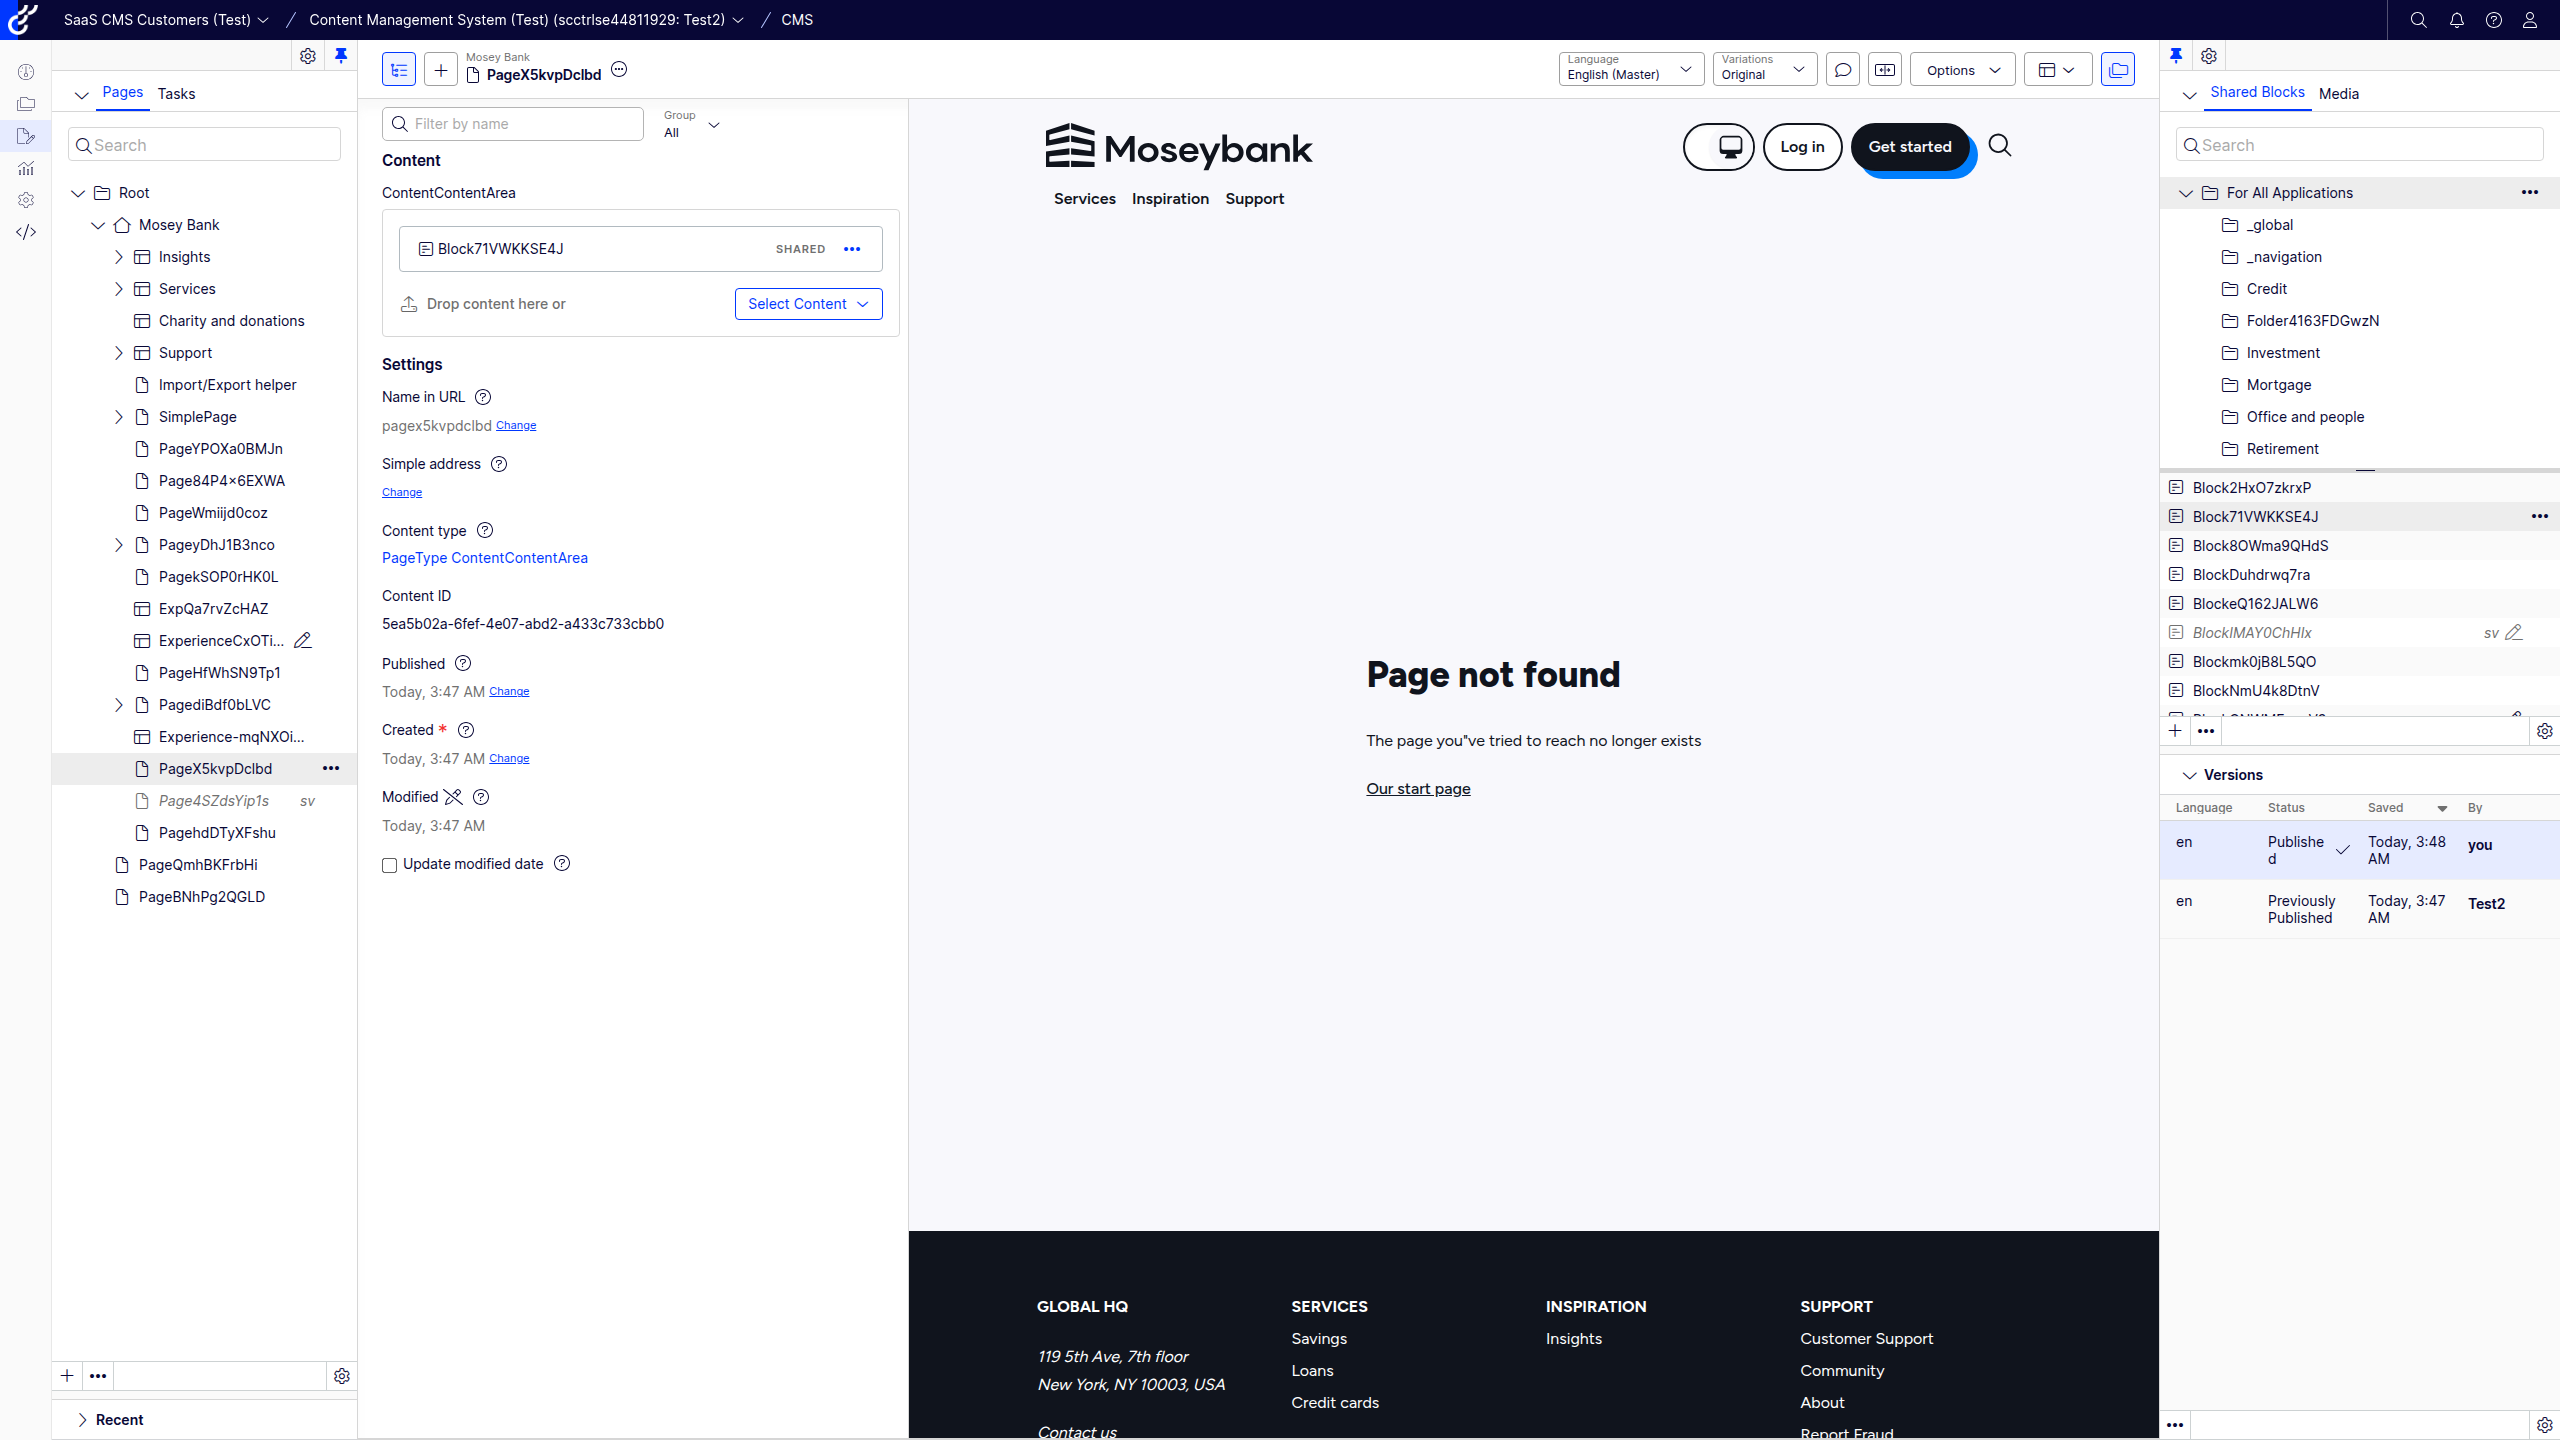 SaaS CMS Customers (Test)
Content Management System (Test) (scctrlse44811929: Test2)
CMS
Pages
Tasks
Search
Root
Mosey Bank
Insights
Services
Charity and donations
Support
Import/Export helper
SimplePage
PageYPOXa0BMJn
Page84P4x6EXWA
PageWmiijd0coz
PageyDhJ1B3nco
PagekSOP0rHK0L
ExpQa7rvZcHAZ
ExperienceCxOTi...
PageHfWhSN9Tp1
PagediBdf0bLVC
Experience-mqNXOi...
PageX5kvpDclbd
Page4SZdsYip1s sv
PagehdDTyXFshu
PageQmhBKFrbHi
PageBNhPg2QGLD
Recent
Mosey Bank
PageX5kvpDclbd
Language
English (Master)
Variations
Original
Options
Filter by name
Group
All
Content
ContentContentArea
Block71VWKKSE4J SHARED
Drop content here or
Select Content
Settings
Name in URL
pagex5kvpdclbd Change
Simple address
Change
Content type
PageType ContentContentArea
Content ID
5ea5b02a-6fef-4e07-abd2-a433c733cbb0
Published
Today, 3:47 AM Change
Created *
Today, 3:47 AM Change
Modified
Today, 3:47 AM
Update modified date
Moseybank
Log in
Get started
Services Inspiration Support
Page not found
The page you"ve tried to reach no longer exists
Our start page
GLOBAL HQ
119 5th Ave, 7th floor
New York, NY 10003, USA
Contact us
SERVICES
Savings
Loans
Credit cards
INSPIRATION
Insights
SUPPORT
Customer Support
Community
About
Report Fraud
Shared Blocks
Media
Search
For All Applications
_global
_navigation
Credit
Folder4163FDGwzN
Investment
Mortgage
Office and people
Retirement
Block2HxO7zkrxP
Block71VWKKSE4J
Block8OWma9QHdS
BlockDuhdrwq7ra
BlockeQ162JALW6
BlockIMAY0ChHIx sv
Blockmk0jB8L5QO
BlockNmU4k8DtnV
Versions
Language Status Saved By
en Publishe
d Today, 3:48
AM you
en Previously
Published Today, 3:47
AM Test2